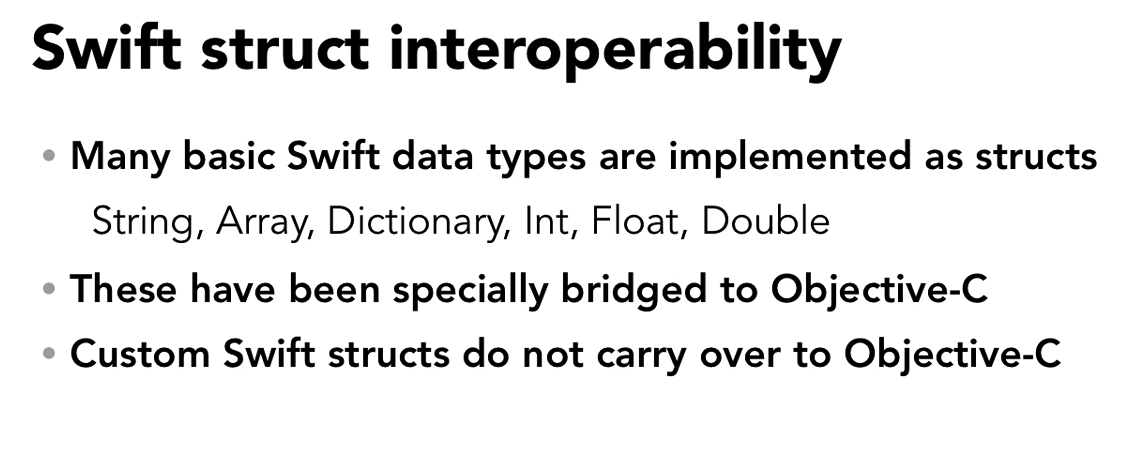 Swift struct interoperability
• Many basic Swift data types are implemented as structs
String, Array, Dictionary, Int, Float, Double
• These have been specially bridged to Objective-C
• Custom Swift structs do not carry over to Objective-C